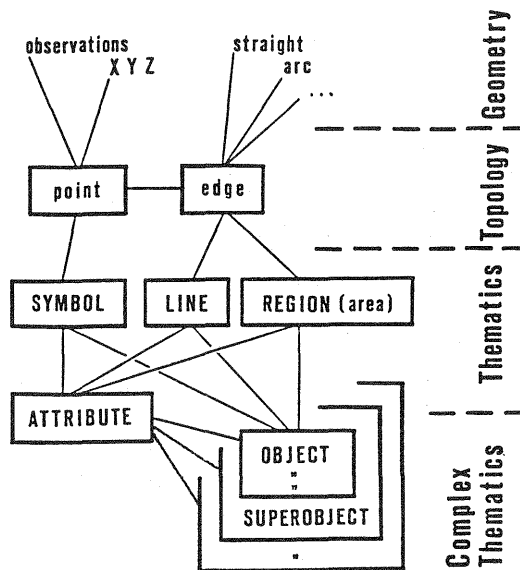 observations
X Y Z
straight
arc
...
Geometry
point
edge
Topology
SYMBOL
LINE
REGION (area)
Thematics
ATTRIBUTE
OBJECT
"
"
SUPEROBJECT
"
Complex
Thematics